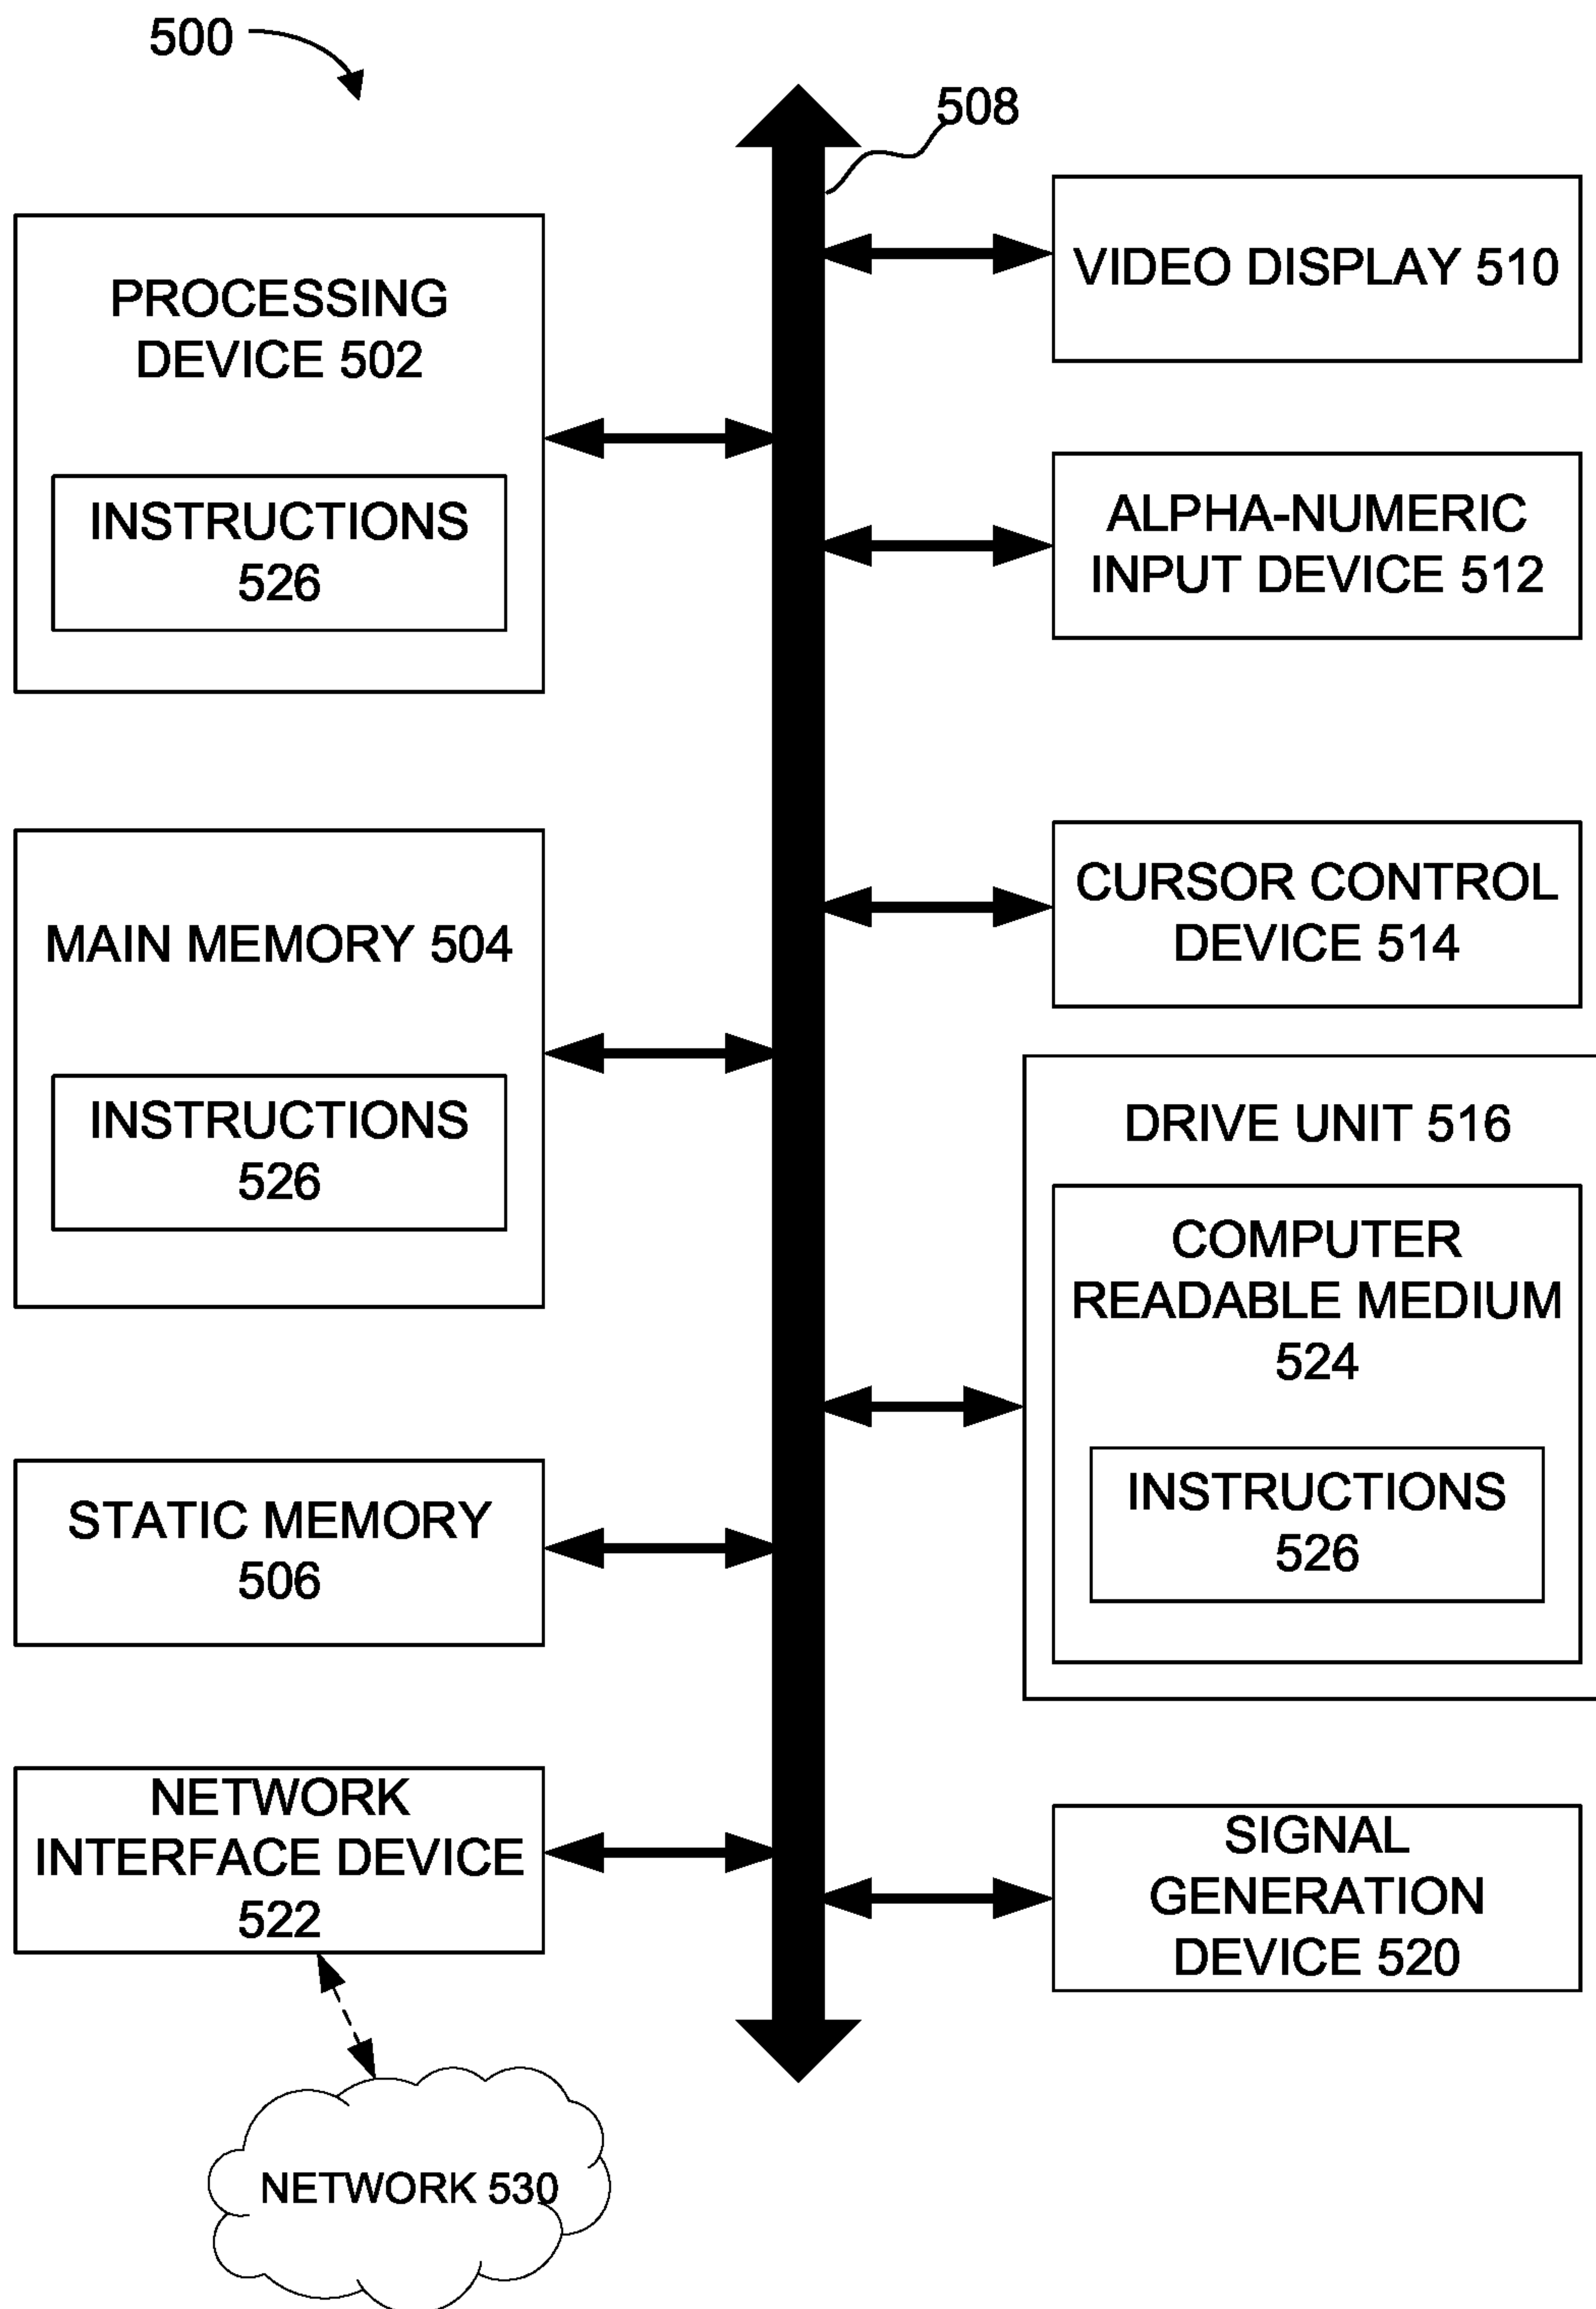 500
508
PROCESSING
DEVICE 502
INSTRUCTIONS
526
MAIN MEMORY 504
INSTRUCTIONS
526
STATIC MEMORY
506
NETWORK
INTERFACE DEVICE
522
NETWORK 530
VIDEO DISPLAY 510
ALPHA-NUMERIC
INPUT DEVICE 512
CURSOR CONTROL
DEVICE 514
DRIVE UNIT 516
COMPUTER
READABLE MEDIUM
524
INSTRUCTIONS
526
SIGNAL
GENERATION
DEVICE 520